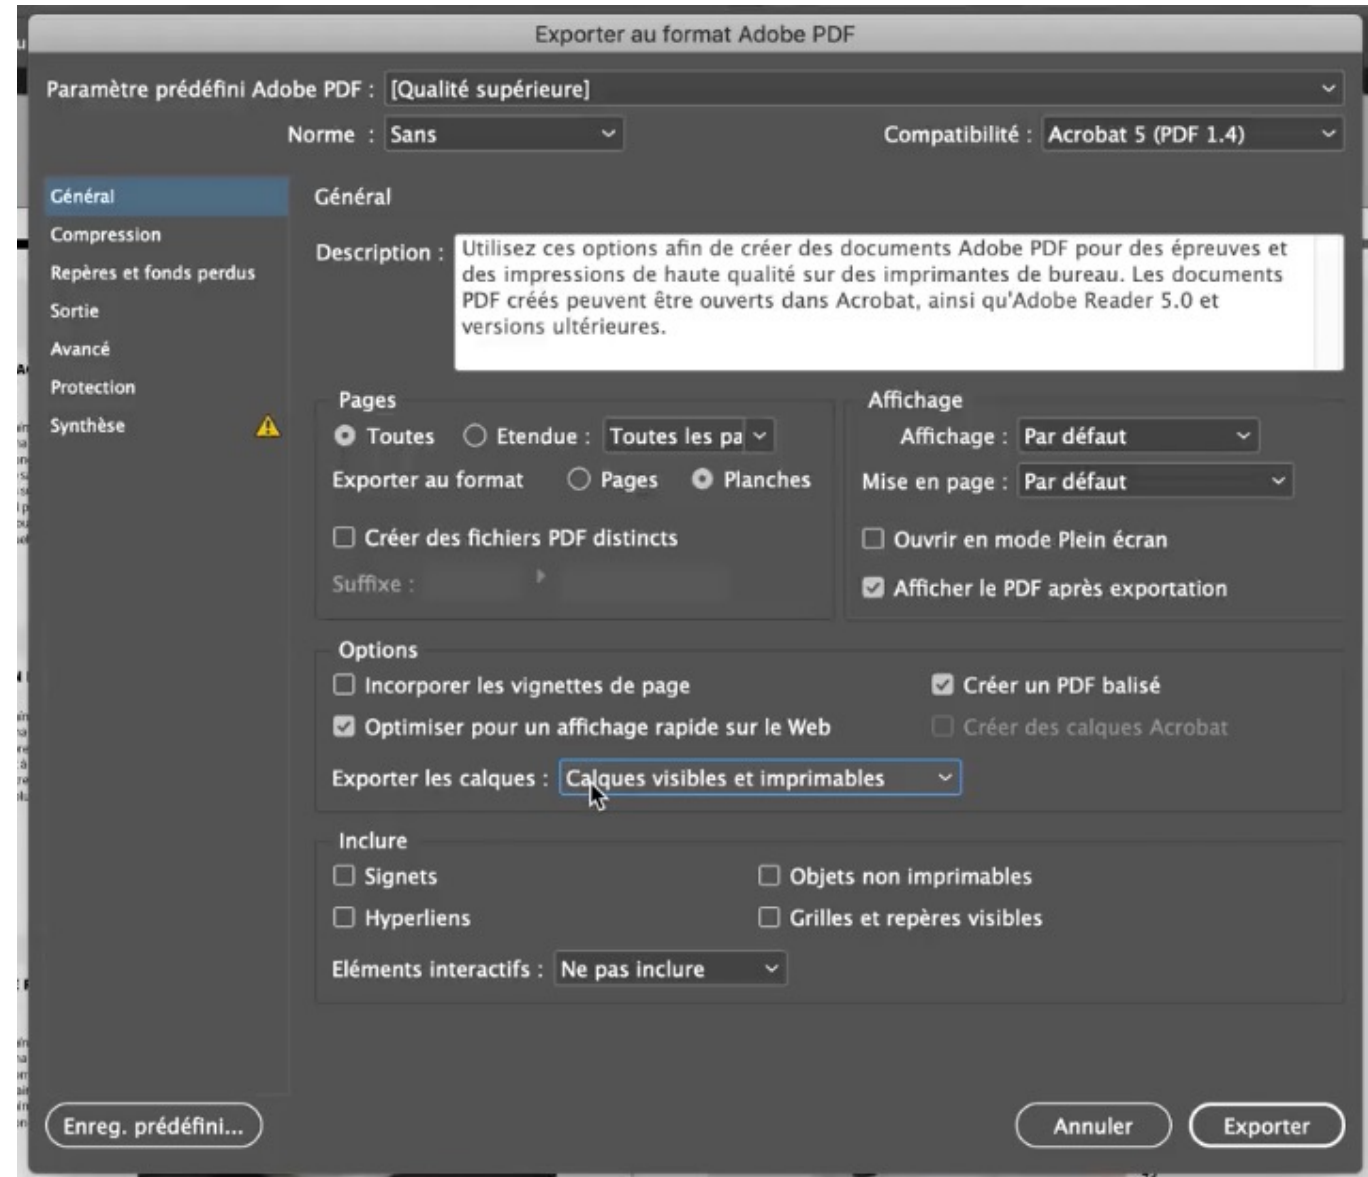 Exporter au format Adobe PDF
Paramètre prédéfini Adobe PDF : [Qualité supérieure]
Norme : Sans
Compatibilité : Acrobat 5 (PDF 1.4)
Général
Compression
Repères et fonds perdus
Sortie
Avancé
Protection
Synthèse
Général
Description :
Utilisez ces options afin de créer des documents Adobe PDF pour des épreuves et
des impressions de haute qualité sur des imprimantes de bureau. Les documents
PDF créés peuvent être ouverts dans Acrobat, ainsi qu'Adobe Reader 5.0 et
versions ultérieures.
Pages
Toutes Etendue : Toutes les pa
Exporter au format Pages Planches
Créer des fichiers PDF distincts
Suffixe :
Affichage
Affichage : Par défaut
Mise en page : Par défaut
Ouvrir en mode Plein écran
Afficher le PDF après exportation
Options
Incorporer les vignettes de page
Créer un PDF balisé
Optimiser pour un affichage rapide sur le Web
Créer des calques Acrobat
Exporter les calques : Calques visibles et imprimables
Inclure
Signets
Objets non imprimables
Hyperliens
Grilles et repères visibles
Eléments interactifs : Ne pas inclure
Enreg. prédéfini...
Annuler
Exporter